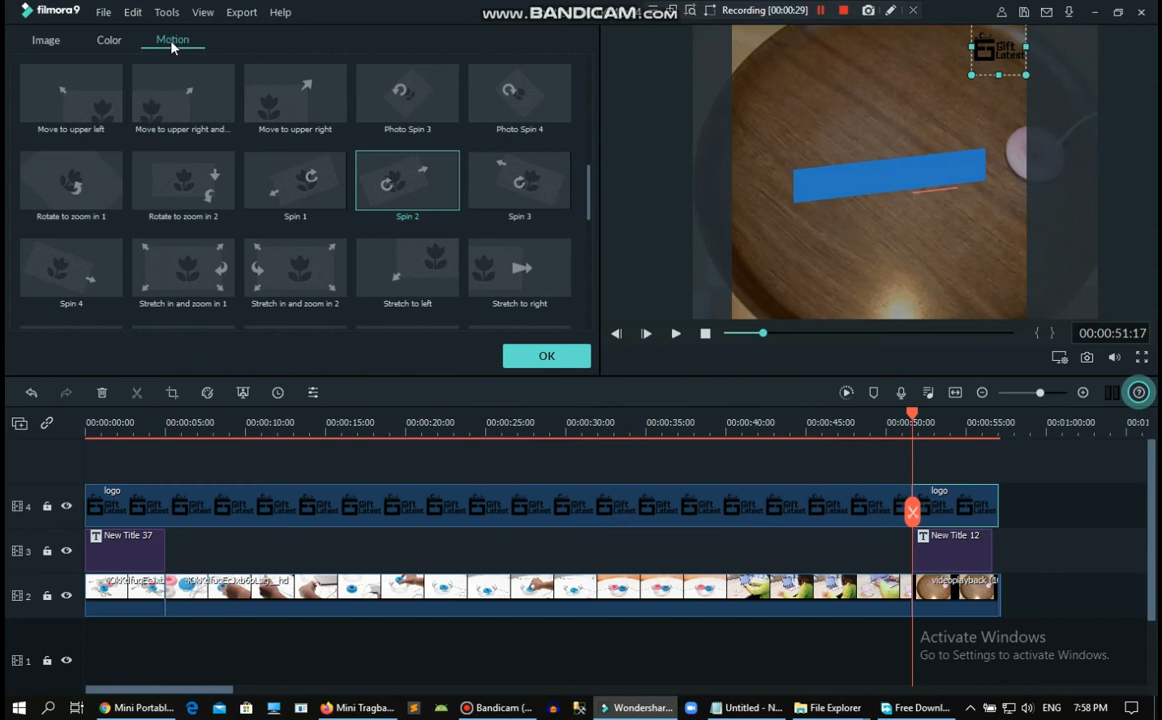 filmora9
File Edit Tools View Export Help
www.BANDICAM.com
Recording [00:00:29]
Image Color Motion
Gift
Latest
Move to upper left Move to upper right and... Move to upper right Photo Spin 3 Photo Spin 4
Rotate to zoom in 1 Rotate to zoom in 2 Spin 1 Spin 2 Spin 3
Spin 4 Stretch in and zoom in 1 Stretch in and zoom in 2 Stretch to left Stretch to right
00:00:51:17
OK
00:00:00:00 00:00:05:00 00:00:10:00 00:00:15:00 00:00:20:00 00:00:25:00 00:00:30:00 00:00:35:00 00:00:40:00 00:00:45:00 00:00:50:00 00:00:55:00 00:01:00:00 00:01
logo logo
4
New Title 37 New Title 12
3
videoplayback (1
2
Activate Windows
Go to Settings to activate Windows.
1
Mini Portabl... Mini Tragba... Bandicam (... Wondershar... Untitled - N... File Explorer Free Downl... ENG 7:58 PM